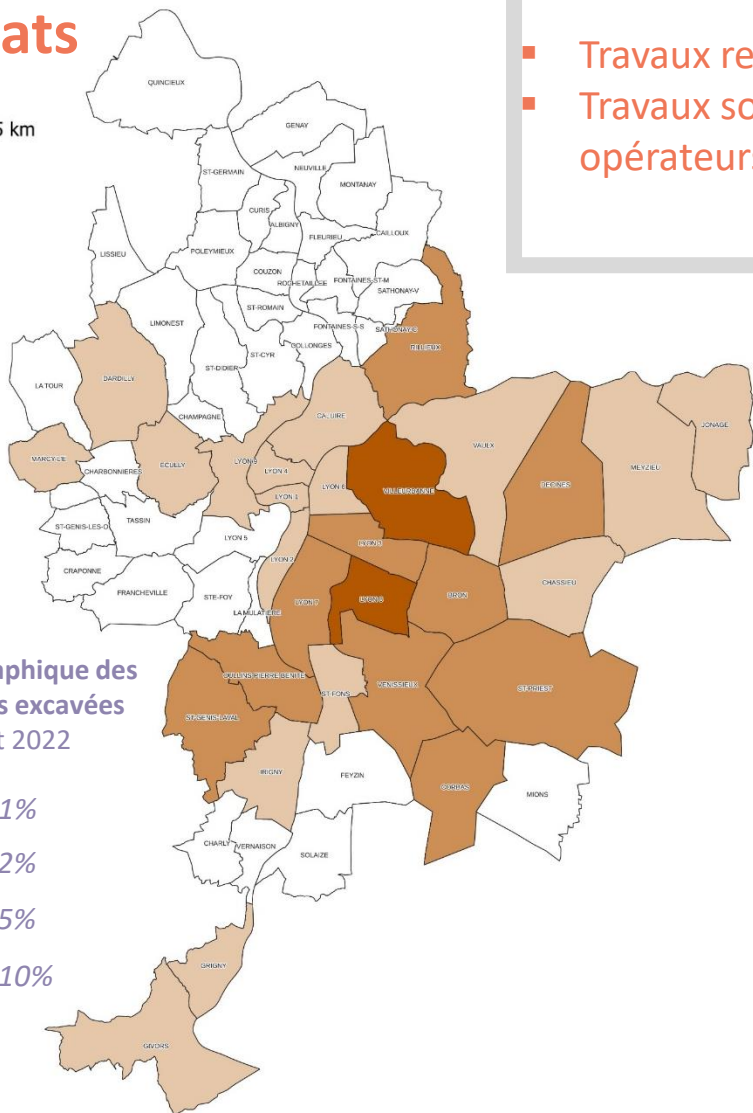 ats
5 km
▪ Travaux re
▪ Travaux so
opérateurs
QUINCIEUX
GENAY
NEUVILLE
ST-GERMAIN
MONTANAY
CURIS
ALBIGNY
FLEURIEU
CAILLOUX
POLEYMIEUX
LISSIEU
COUZON
ROCHETAILLEE
FONTAINES-ST-M
SATHONAY-V
ST-ROMAIN
LIMONEST
FONTAINES-S-S
SATHONAY-C
COLLONGES
RILLIEUX
ST-CYR
ST-DIDIER
DARDILLY
LA TOUR
CHAMPAGNE
CALUIRE
JONAGE
VAULX
MARCY-L'E
ECULLY
LYON 9
LYON 4
MEYZIEU
CHARBONNIERES
DECINES
LYON 6
VILLEURBANNE
LYON 1
TASSIN
ST-GENIS-LES-O
LYON 5
LYON 3
LYON 2
CRAPONNE
CHASSIEU
FRANCHEVILLE
STE-FOY
BRON
LYON 8
LYON 7
LA MULATIERE
OULLINS-PIERRE-BENITE
VENISSIEUX
ST-PRIEST
ST-FONS
ST-GENIS-LAVAL
aphique des
s excavées
t 2022
IRIGNY
FEYZIN
CORBAS
MIONS
1%
CHARLY
VERNAISON
SOLAIZE
2%
5%
10%
GRIGNY
GIVORS